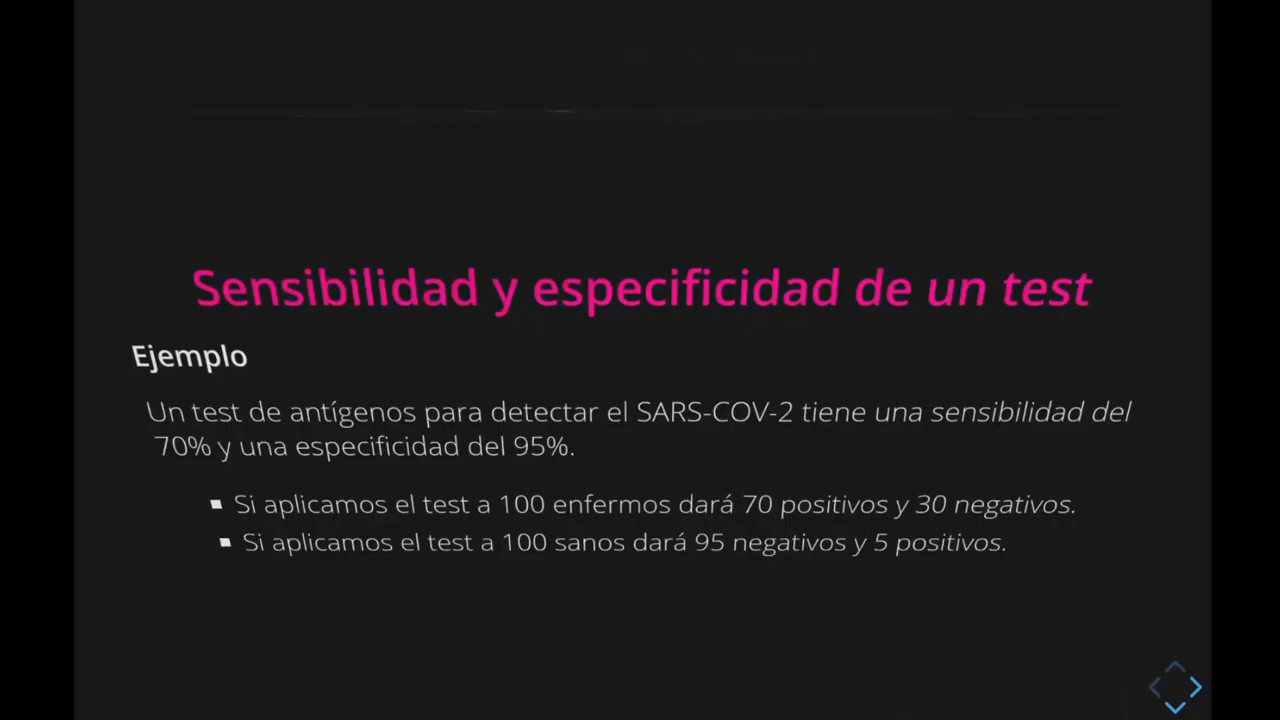 Sensibilidad y especificidad de un test
Ejemplo
Un test de antígenos para detectar el SARS-COV-2 tiene una sensibilidad del
70% y una especificidad del 95%.
Si aplicamos el test a 100 enfermos dará 70 positivos y 30 negativos.
Si aplicamos el test a 100 sanos dará 95 negativos y 5 positivos.